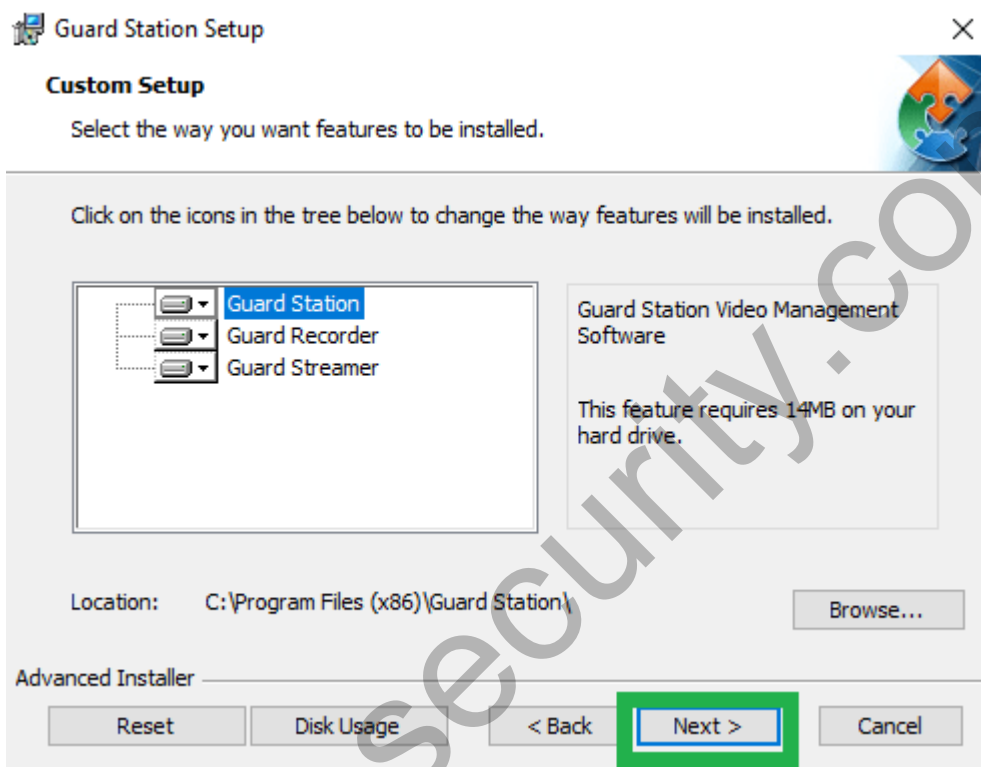 Guard Station Setup
Custom Setup
Select the way you want features to be installed.
Click on the icons in the tree below to change the way features will be installed.
Guard Station
Guard Recorder
Guard Streamer
Guard Station Video Management
Software
This feature requires 14MB on your
hard drive.
Location: C:\Program Files (x86)\Guard Station\
Browse...
Advanced Installer
Reset Disk Usage < Back Next > Cancel
security.co